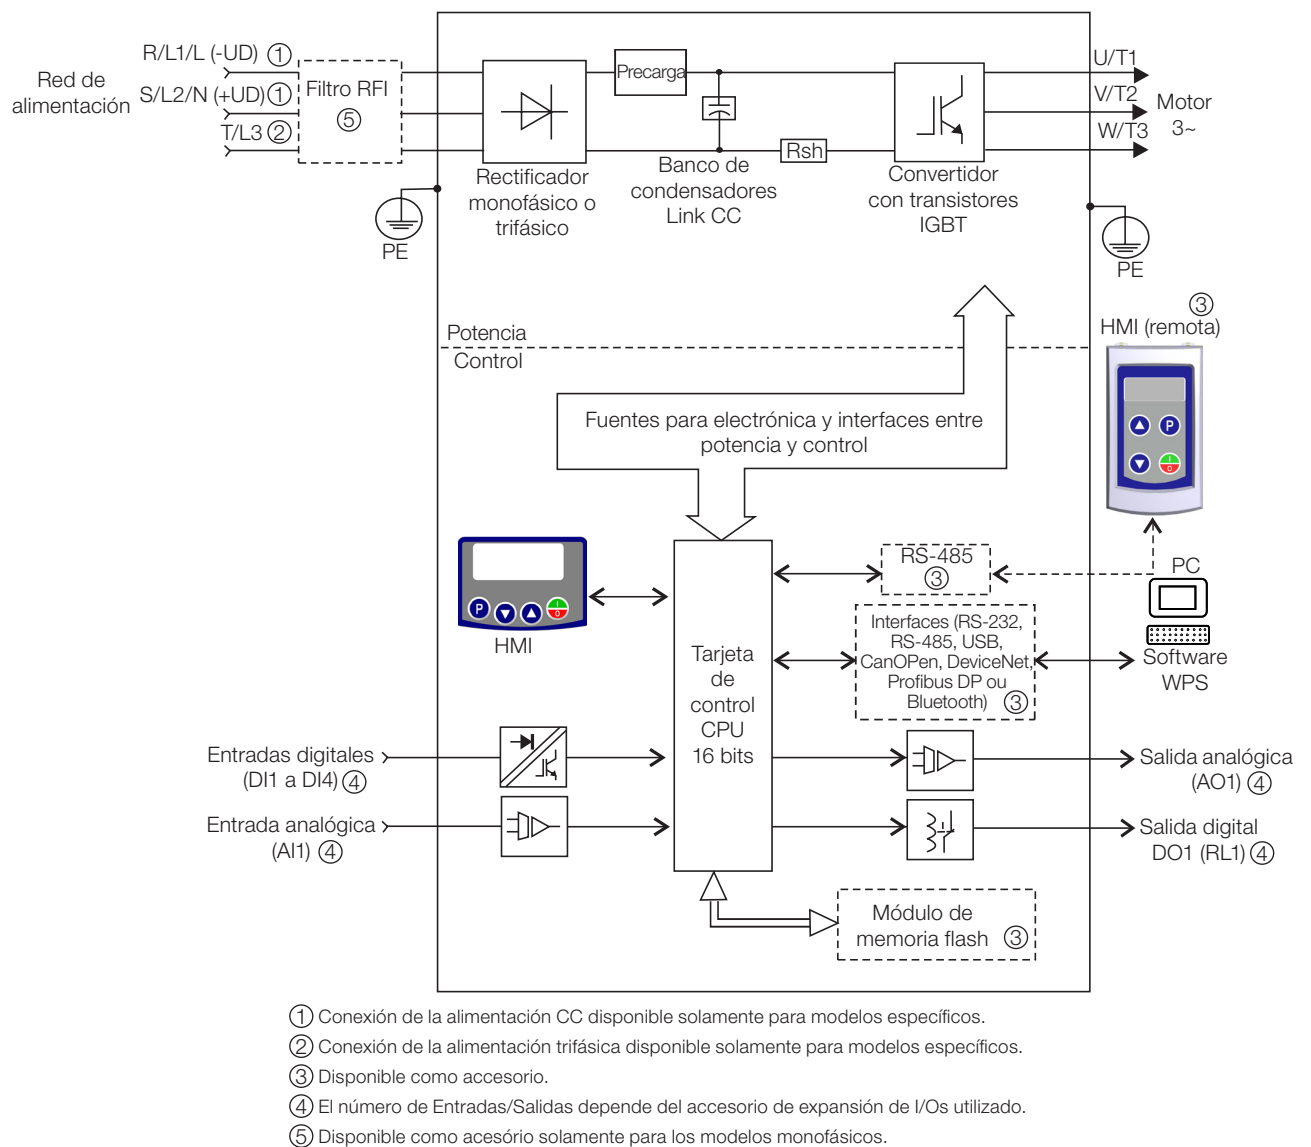 R/L1/L (-UD) ①
Red de
alimentación
S/L2/N (+UD) ①
T/L3 ②
Filtro RFI
⑤
Precarga
Rsh
U/T1
V/T2
W/T3
Motor
3~
Rectificador
monofásico o
trifásico
Banco de
condensadores
Link CC
Convertidor
con transistores
IGBT
PE
PE
Potencia
Control
③
HMI (remota)
P
I
0
Fuentes para electrónica y interfaces entre
potencia y control
P
I
0
HMI
Tarjeta
de
control
CPU
16 bits
RS-485
③
PC
Interfaces (RS-232,
RS-485, USB,
CanOPen, DeviceNet,
Profibus DP ou
Bluetooth) ③
Software
WPS
Entradas digitales
(DI1 a DI4) ④
Entrada analógica
(AI1) ④
Salida analógica
(AO1) ④
Salida digital
DO1 (RL1) ④
Módulo de
memoria flash ③
① Conexión de la alimentación CC disponible solamente para modelos específicos.
② Conexión de la alimentación trifásica disponible solamente para modelos específicos.
③ Disponible como accesorio.
④ El número de Entradas/Salidas depende del accesorio de expansión de I/Os utilizado.
⑤ Disponible como acesório solamente para los modelos monofásicos.